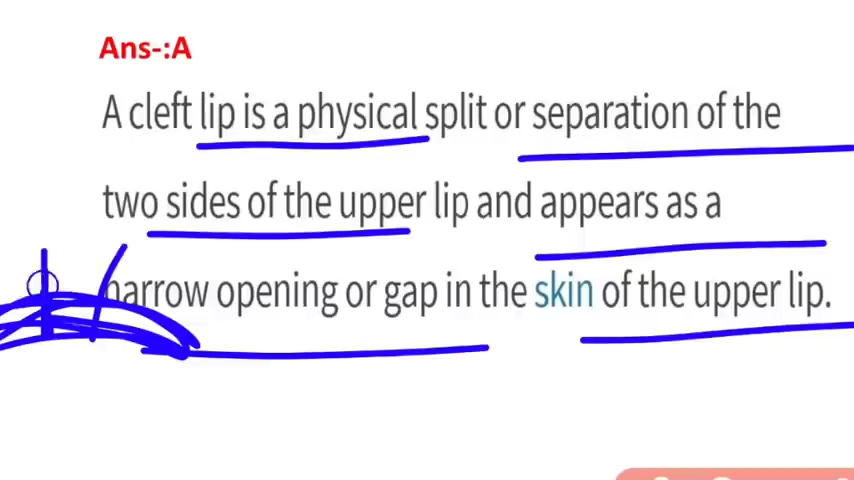 Ans-:A
A cleft lip is a physical split or separation of the
two sides of the upper lip and appears as a
narrow opening or gap in the skin of the upper lip.